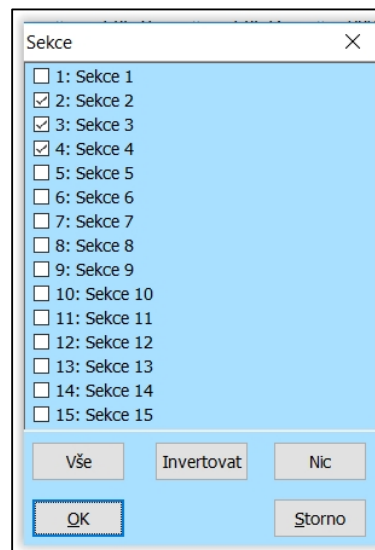 Sekce
1: Sekce 1
2: Sekce 2
3: Sekce 3
4: Sekce 4
5: Sekce 5
6: Sekce 6
7: Sekce 7
8: Sekce 8
9: Sekce 9
10: Sekce 10
11: Sekce 11
12: Sekce 12
13: Sekce 13
14: Sekce 14
15: Sekce 15
Vše Invertovat Nic
OK Storno